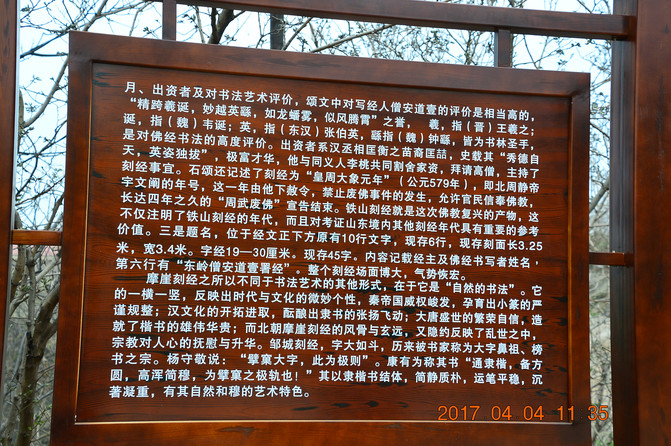 月、出资者及对书法艺术评价，颂文中对写经人僧安道壹的评价是相当高的，
“精跨羲诞，妙越英繇，如龙蟠雾，似风腾霄”之誉，　羲，指（晋）王羲之；
诞，指（魏）韦诞；英，指（东汉）张伯英，繇指（魏）钟繇，皆为书林圣手，
是对佛经书法的高度评价。出资者系汉丞相匡衡之苗裔匡喆，史载其“秀德自
天，英姿独拔”，极富才华，他与同义人李桃共同割舍家资，拜请高僧，主持了
刻经事宜。石颂还记述了刻经为“皇周大象元年”（公元579年），即北周静帝
宇文阐的年号，这一年由他下敕令，禁止废佛事件的发生，允许官民信奉佛教，
长达四年之久的“周武废佛”宣告结束。铁山刻经就是这次佛教复兴的产物，这
不仅注明了铁山刻经的年代，而且对考证山东境内其他刻经年代具有重要的参考
价值。三是题名，位于经文正下方原有10行文字，现存6行，现存刻面长3.25
米，宽3.4米。字经19—30厘米。现存45字。内容记载经主及佛经书写者姓名，
第六行有“东岭僧安道壹署经”。整个刻经场面博大，气势恢宏。
摩崖刻经之所以不同于书法艺术的其他形式，在于它是“自然的书法”。它
的一横一竖，反映出时代与文化的微妙个性，秦帝国威权峻发，孕育出小篆的严
谨规整；汉文化的开拓进取，酝酿出隶书的张扬飞动；大唐盛世的繁荣自信，造
就了楷书的雄伟华贵；而北朝摩崖刻经的风骨与玄远，又隐约反映了乱世之中，
宗教对人心的抚慰与升华。邹城刻经，字大如斗，历来被书家称为大字鼻祖、榜
书之宗。杨守敬说：“擘窠大字，此为极则”。康有为称其书“通隶楷，备方
圆，高浑简穆，为擘窠之极轨也！”其以隶楷书结体，简静质朴，运笔平稳，沉
著凝重，有其自然和穆的艺术特色。
2017 04 04 11 35